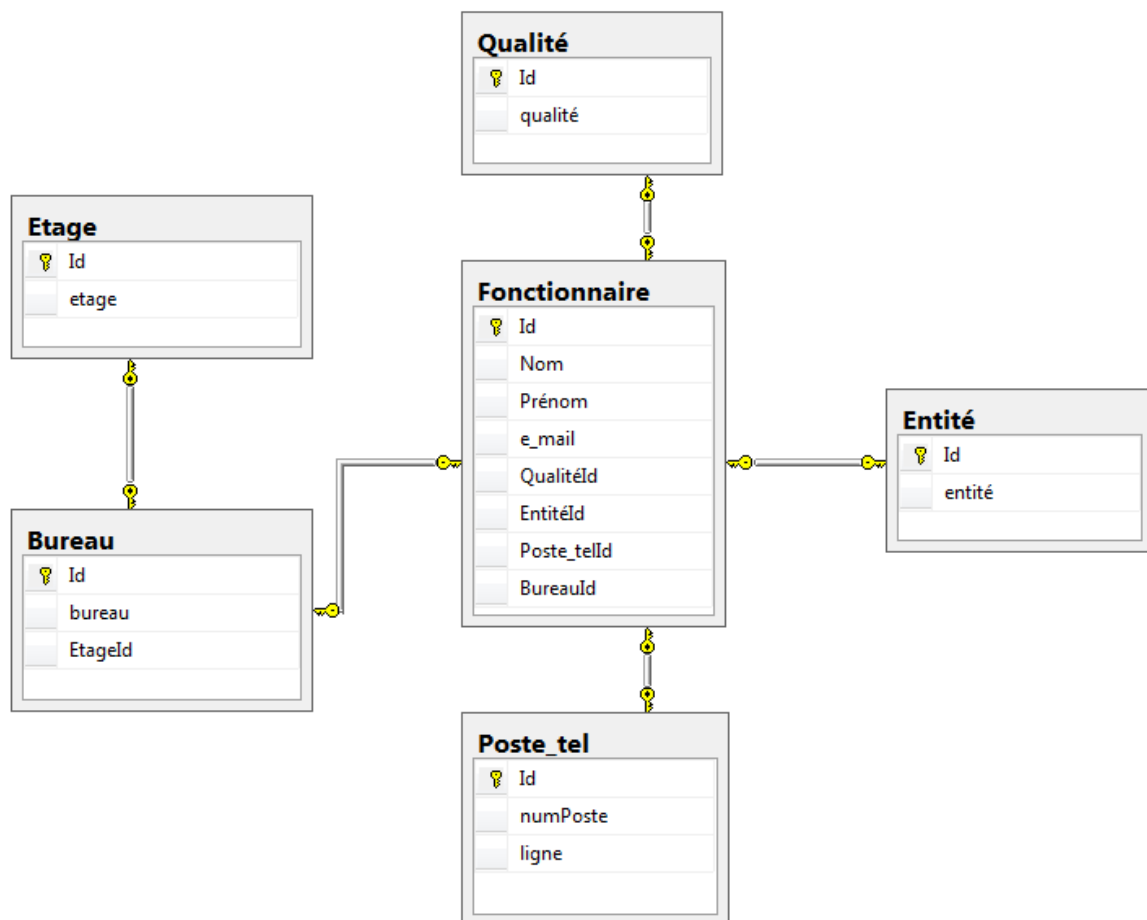 Qualité
Id
qualité
Etage
Id
etage
Fonctionnaire
Id
Nom
Prénom
e_mail
QualitéId
EntitéId
Poste_telId
BureauId
Entité
Id
entité
Bureau
Id
bureau
EtageId
Poste_tel
Id
numPoste
ligne